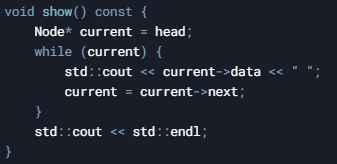 void show() const {
    Node* current = head;
    while (current) {
        std::cout << current->data << " ";
        current = current->next;
    }
    std::cout << std::endl;
}